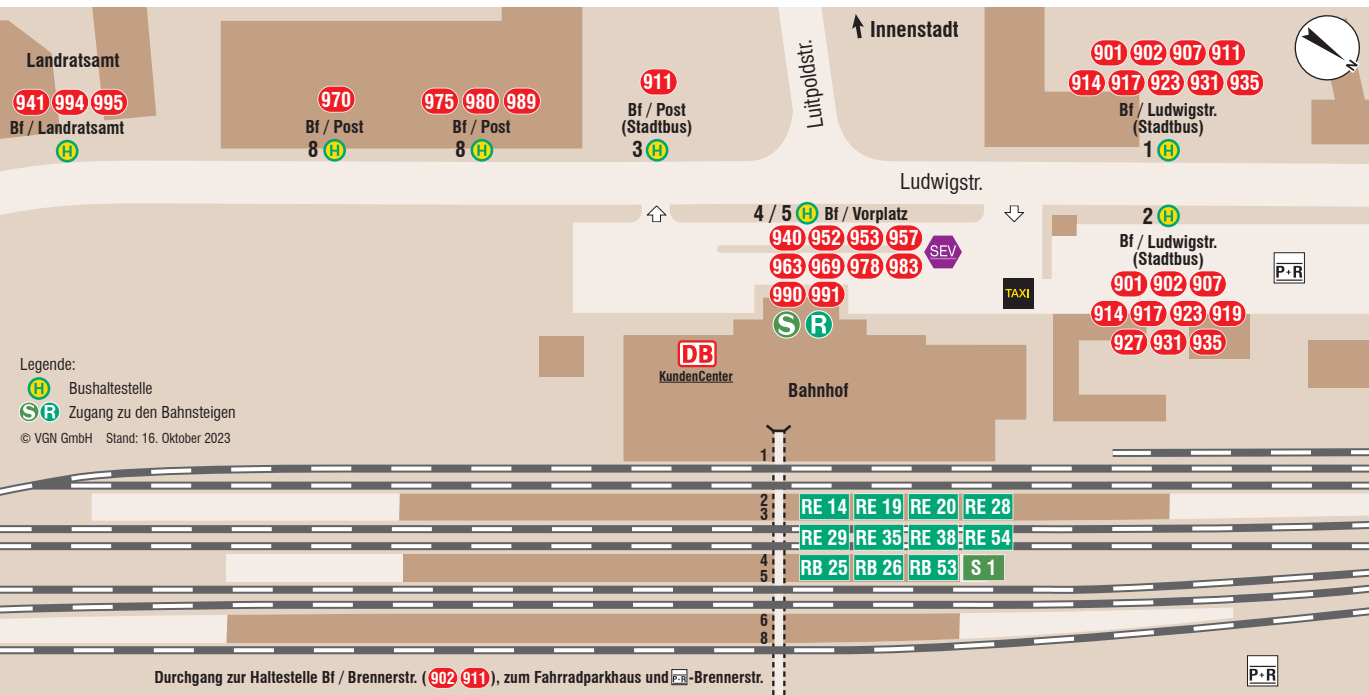 Innenstadt
Luitpoldstr.
N
Landratsamt
941 994 995
Bf / Landratsamt
H
970
Bf / Post
8 H
975 980 989
Bf / Post
8 H
911
Bf / Post
(Stadtbus)
3 H
901 902 907 911
914 917 923 931 935
Bf / Ludwigstr.
(Stadtbus)
1 H
Ludwigstr.
4 / 5 H Bf / Vorplatz
940 952 953 957
SEV
963 969 978 983
990 991
S R
TAXI
2 H
Bf / Ludwigstr.
(Stadtbus)
901 902 907
914 917 923 919
927 931 935
P+R
DB
KundenCenter
Bahnhof
Legende:
H Bushaltestelle
S R Zugang zu den Bahnsteigen
© VGN GmbH Stand: 16. Oktober 2023
1
2
3
RE 14 RE 19 RE 20 RE 28
RE 29 RE 35 RE 38 RE 54
4
5
RB 25 RB 26 RB 53 S 1
6
8
Durchgang zur Haltestelle Bf / Brennerstr. (902 911), zum Fahrradparkhaus und P+R-Brennerstr.
P+R